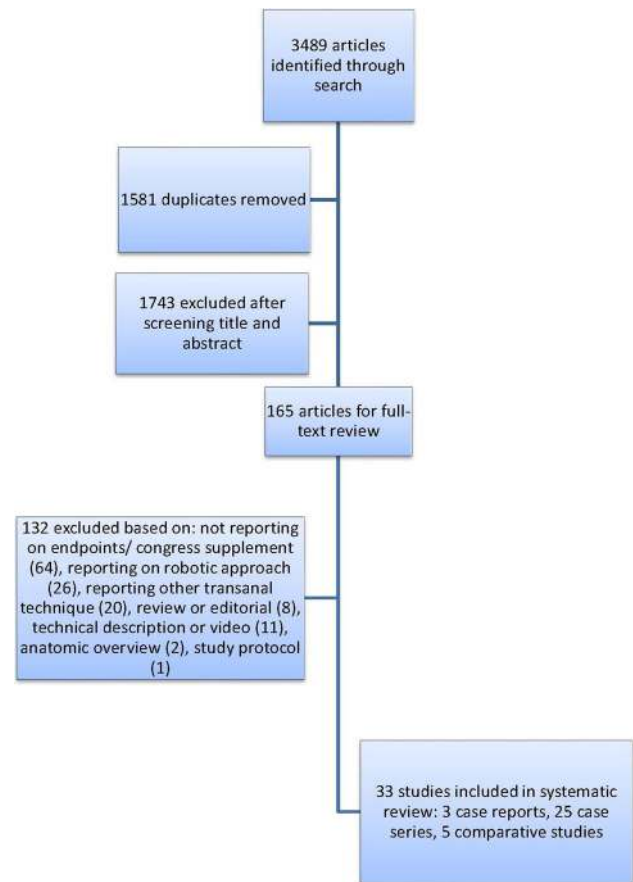 3489 articles
identified through
search
1581 duplicates removed
1743 excluded after
screening title and
abstract
165 articles for full-
text review
132 excluded based on: not reporting
on endpoints/ congress supplement
(64), reporting on robotic approach
(26), reporting other transanal
technique (20), review or editorial (8),
technical description or video (11),
anatomic overview (2), study protocol
(1)
33 studies included in systematic
review: 3 case reports, 25 case
series, 5 comparative studies